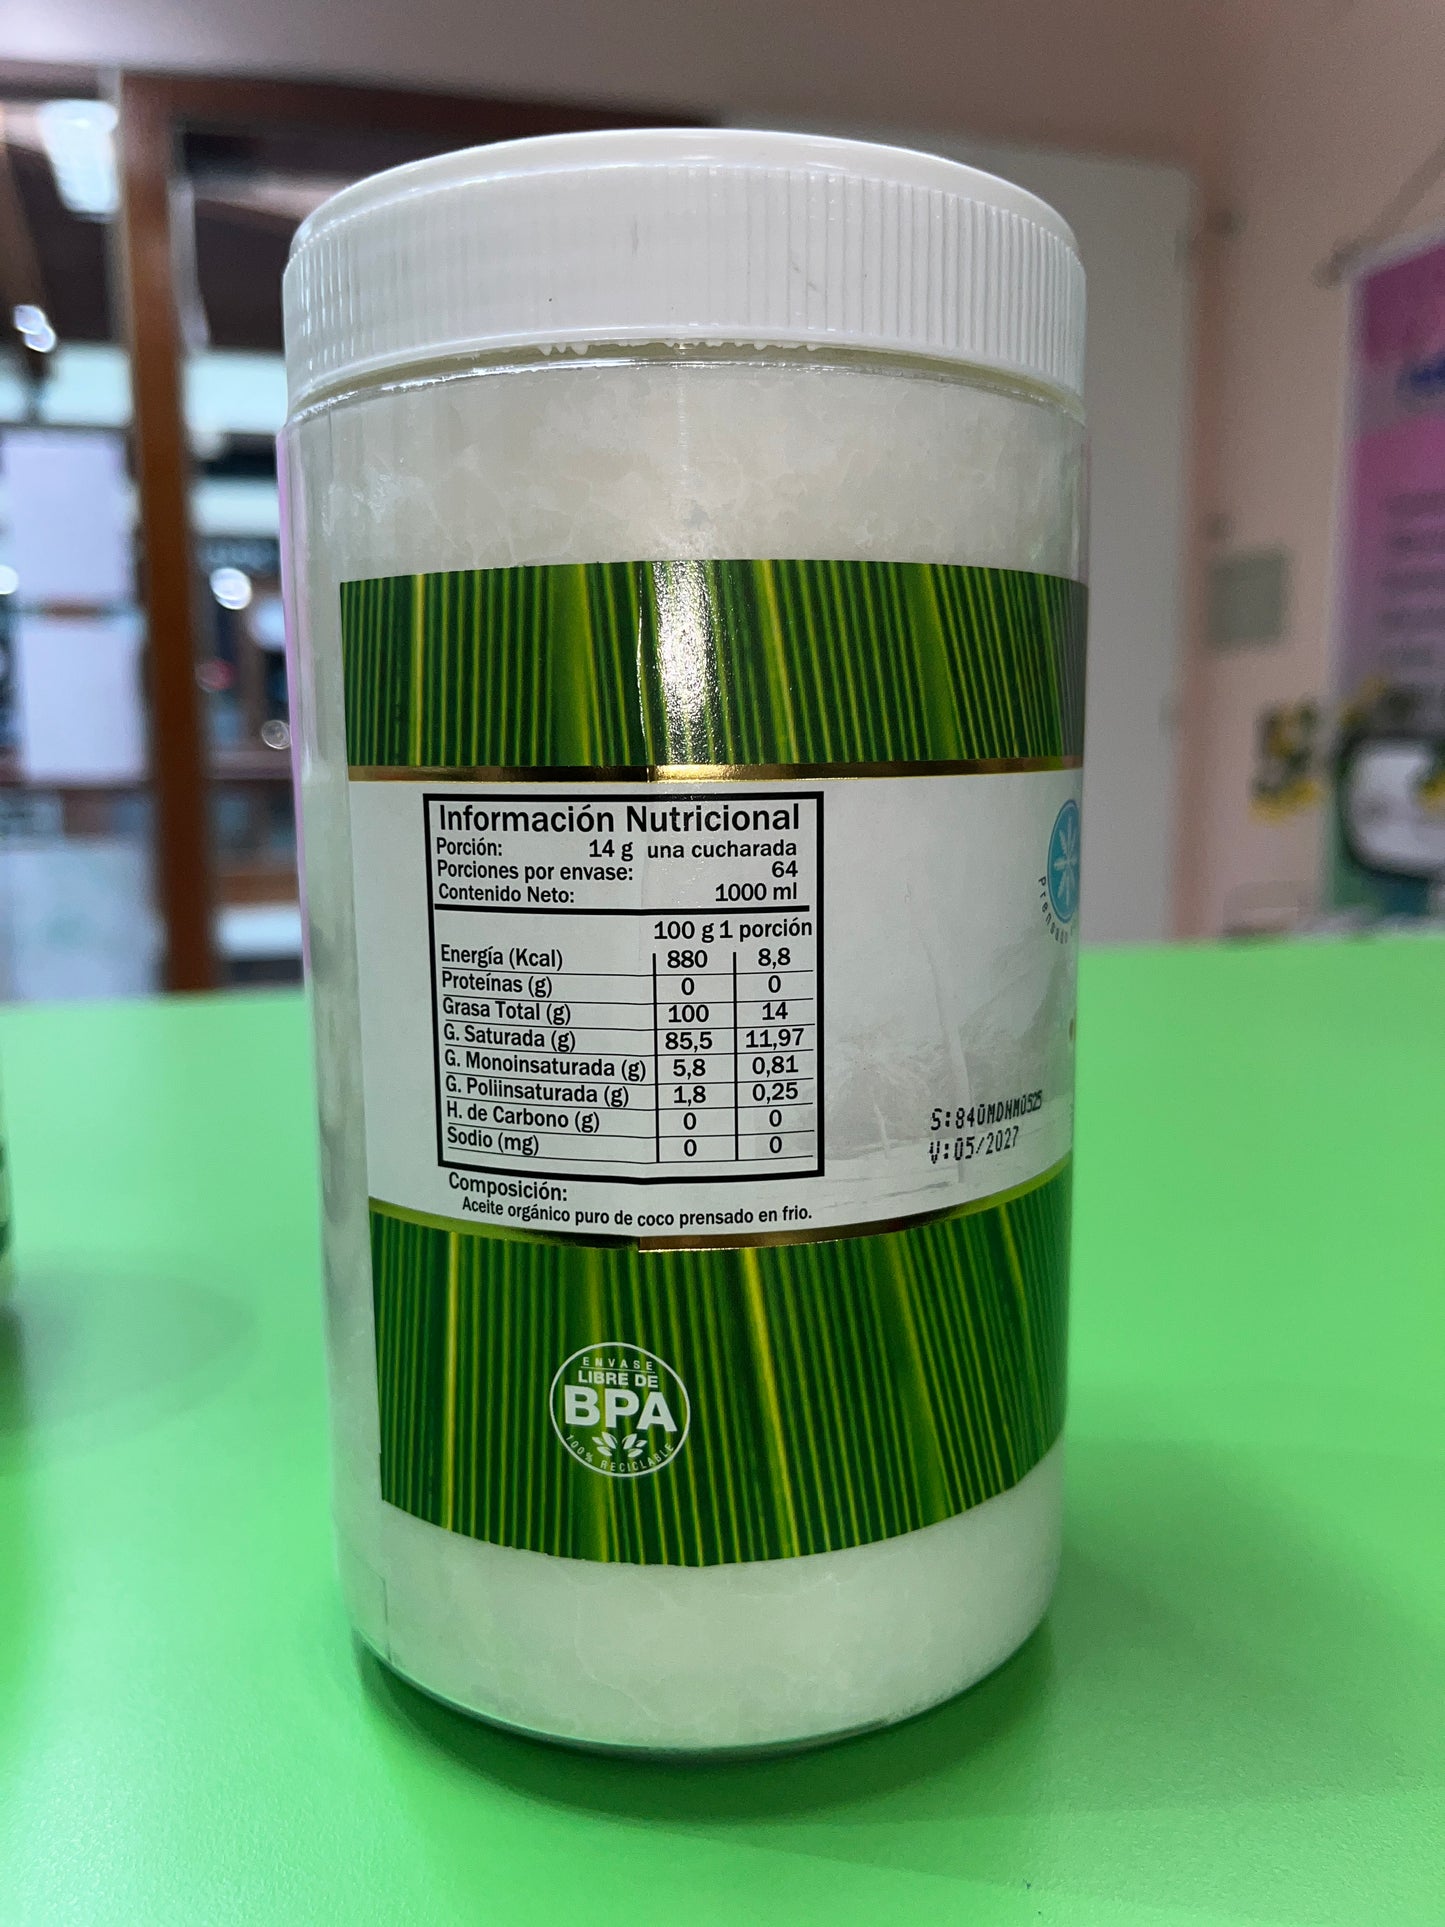 Información Nutricional
Porción: 14 g una cucharada
Porciones por envase: 64
Contenido Neto: 1000 ml
100 g 1 porción
Energía (Kcal) 880 8,8
Proteínas (g) 0 0
Grasa Total (g) 100 14
G. Saturada (g) 85,5 11,97
G. Monoinsaturada (g) 5,8 0,81
G. Poliinsaturada (g) 1,8 0,25
H. de Carbono (g) 0 0
Sodio (mg) 0 0
Composición:
Aceite orgánico puro de coco prensado en frio.
Prensado
S:840MDNM0525
V:05/2027
ENVASE
LIBRE DE
BPA
100% RECICLABLE